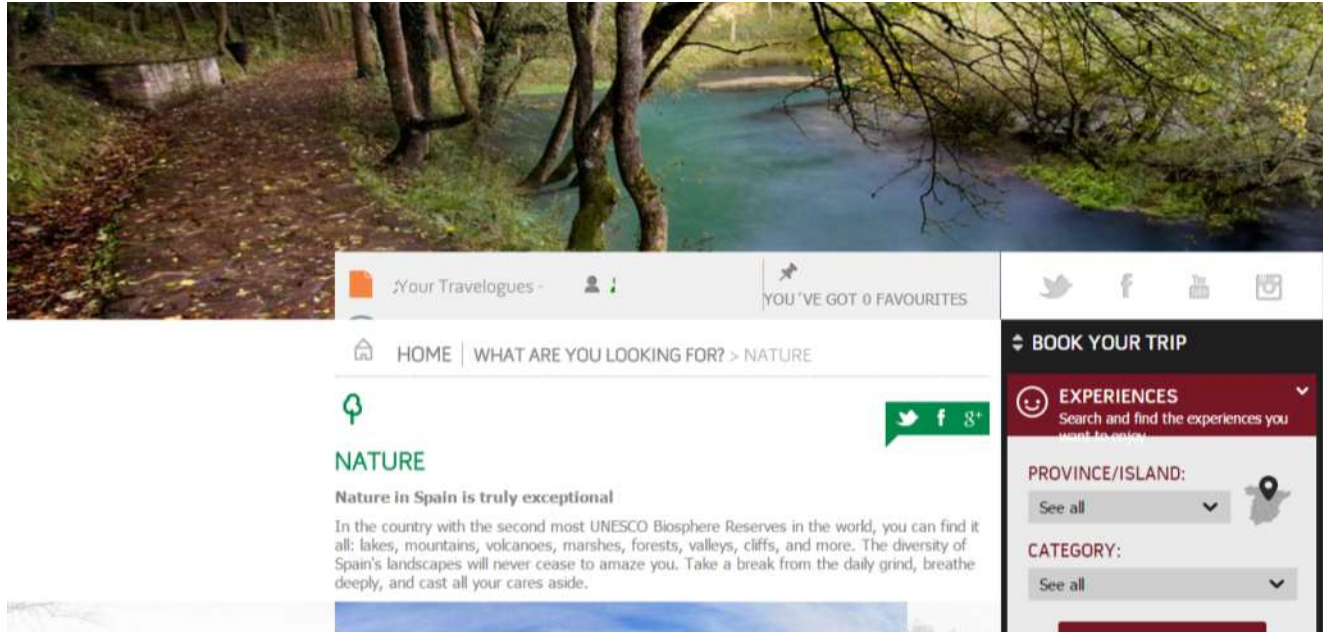 Your Travelogues -
YOU´VE GOT 0 FAVOURITES
HOME | WHAT ARE YOU LOOKING FOR? > NATURE
NATURE
Nature in Spain is truly exceptional
In the country with the second most UNESCO Biosphere Reserves in the world, you can find it
all: lakes, mountains, volcanoes, marshes, forests, valleys, cliffs, and more. The diversity of
Spain's landscapes will never cease to amaze you. Take a break from the daily grind, breathe
deeply, and cast all your cares aside.
BOOK YOUR TRIP
EXPERIENCES
Search and find the experiences you
want to enjoy
PROVINCE/ISLAND:
See all
CATEGORY:
See all